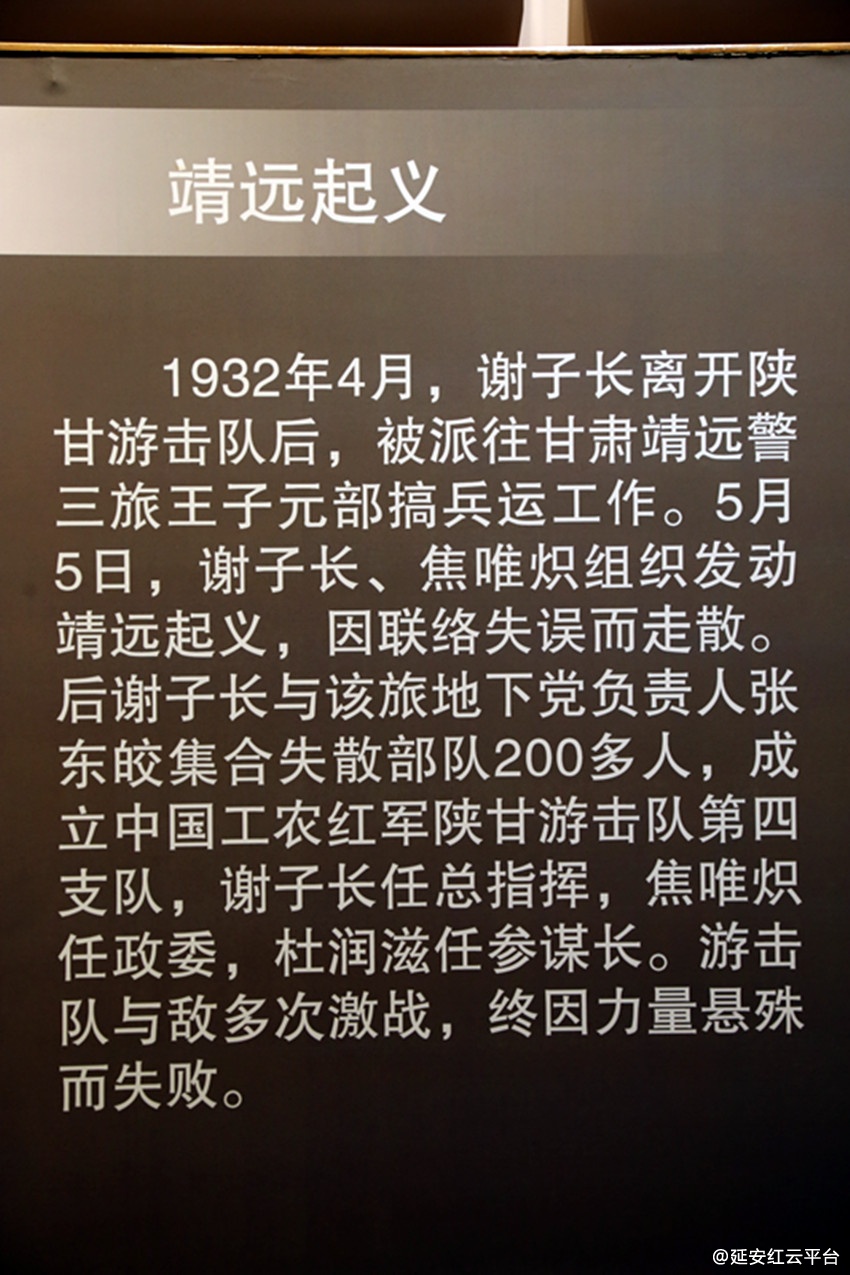 靖远起义
1932年4月，谢子长离开陕
甘游击队后，被派往甘肃靖远警
三旅王子元部搞兵运工作。5月
5日，谢子长、焦唯炽组织发动
靖远起义，因联络失误而走散。
后谢子长与该旅地下党负责人张
东皎集合失散部队200多人，成
立中国工农红军陕甘游击队第四
支队，谢子长任总指挥，焦唯炽
任政委，杜润滋任参谋长。游击
队与敌多次激战，终因力量悬殊
而失败。
@延安红云平台